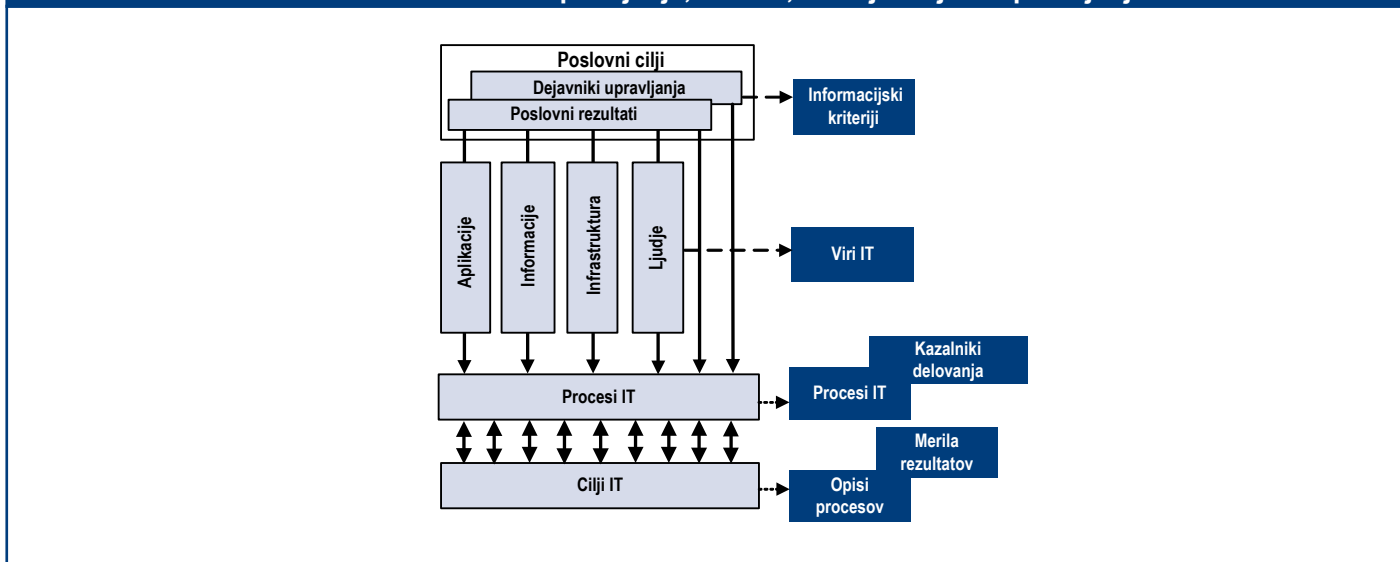 Poslovni cilji
Dejavniki upravljanja
Poslovni rezultati
Informacijski
kriteriji
Aplikacije
Informacije
Infrastruktura
Ljudje
Viri IT
Kazalniki
delovanja
Procesi IT
Procesi IT
Merila
rezultatov
Cilji IT
Opisi
procesov